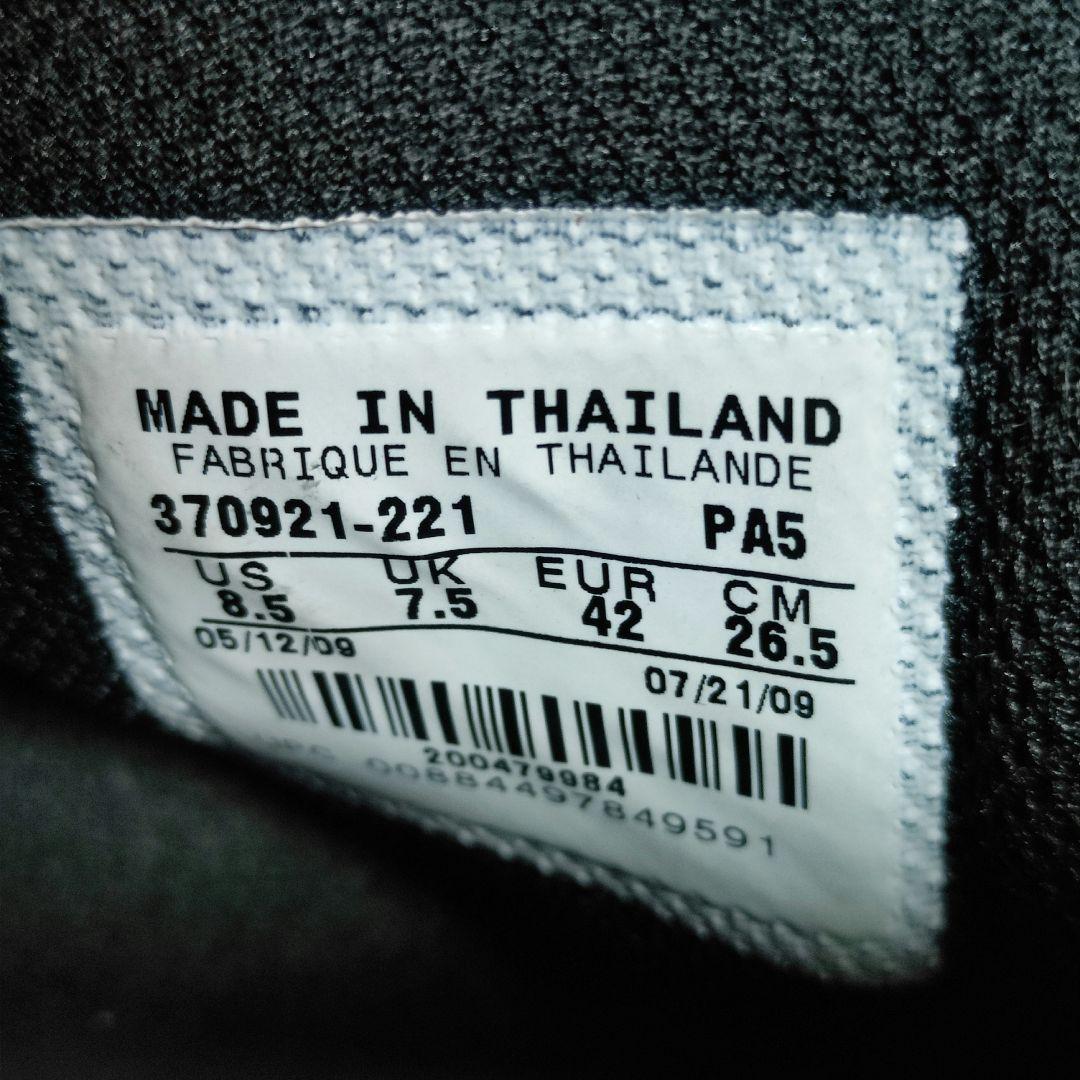 MADE IN THAILAND
FABRIQUE EN THAILANDE
370921-221 PA5
US UK EUR CM
8.5 7.5 42 26.5
05/12/09 07/21/09
200479984
UPC 00884497849591